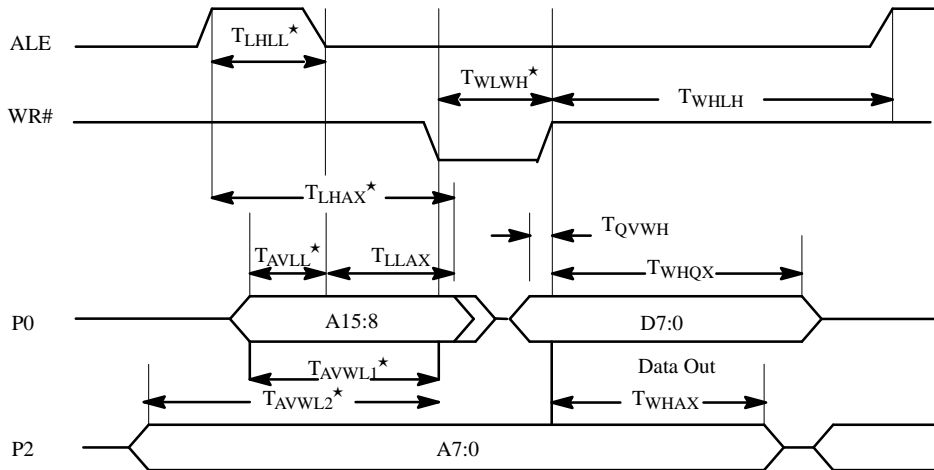 ALE
TLHLL★
WR#
TWLWH★
TWHLH
TLHAX★
TQVWH
TAVLL★
TLLAX
TWHQX
P0
A15:8
D7:0
TAVWL1★
Data Out
TAVWL2★
TWHAX
P2
A7:0